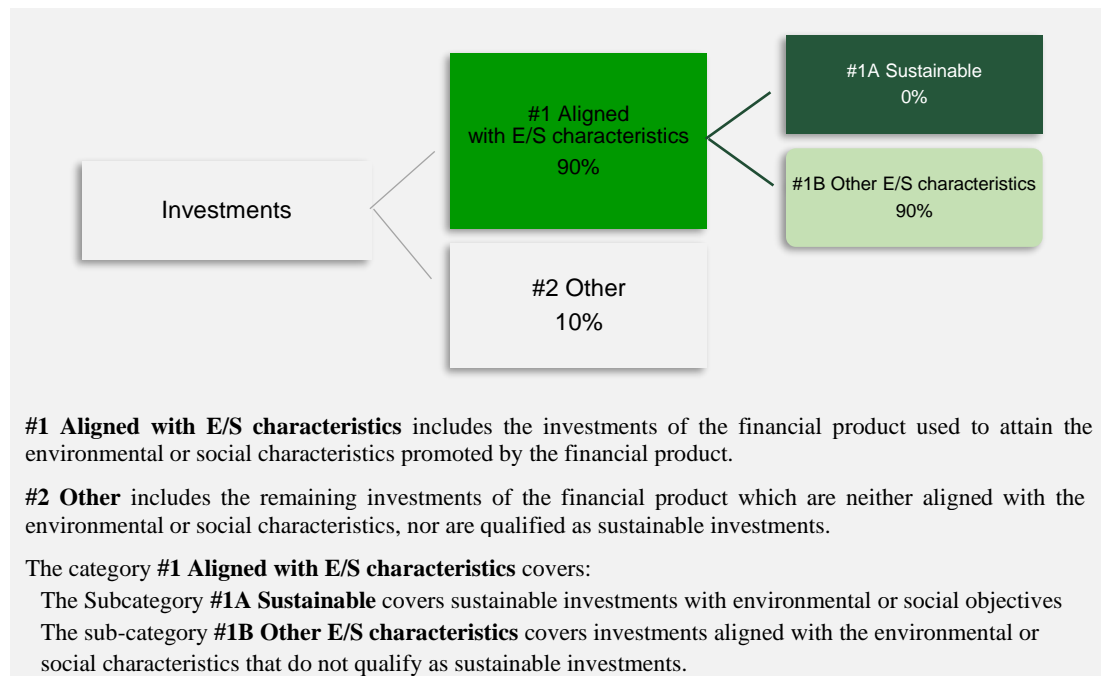 #1A Sustainable
0%
#1 Aligned
with E/S characteristics
90%
#1B Other E/S characteristics
90%
Investments
#2 Other
10%
#1 Aligned with E/S characteristics includes the investments of the financial product used to attain the
environmental or social characteristics promoted by the financial product.
#2 Other includes the remaining investments of the financial product which are neither aligned with the
environmental or social characteristics, nor are qualified as sustainable investments.
The category #1 Aligned with E/S characteristics covers:
The Subcategory #1A Sustainable covers sustainable investments with environmental or social objectives
The sub-category #1B Other E/S characteristics covers investments aligned with the environmental or
social characteristics that do not qualify as sustainable investments.